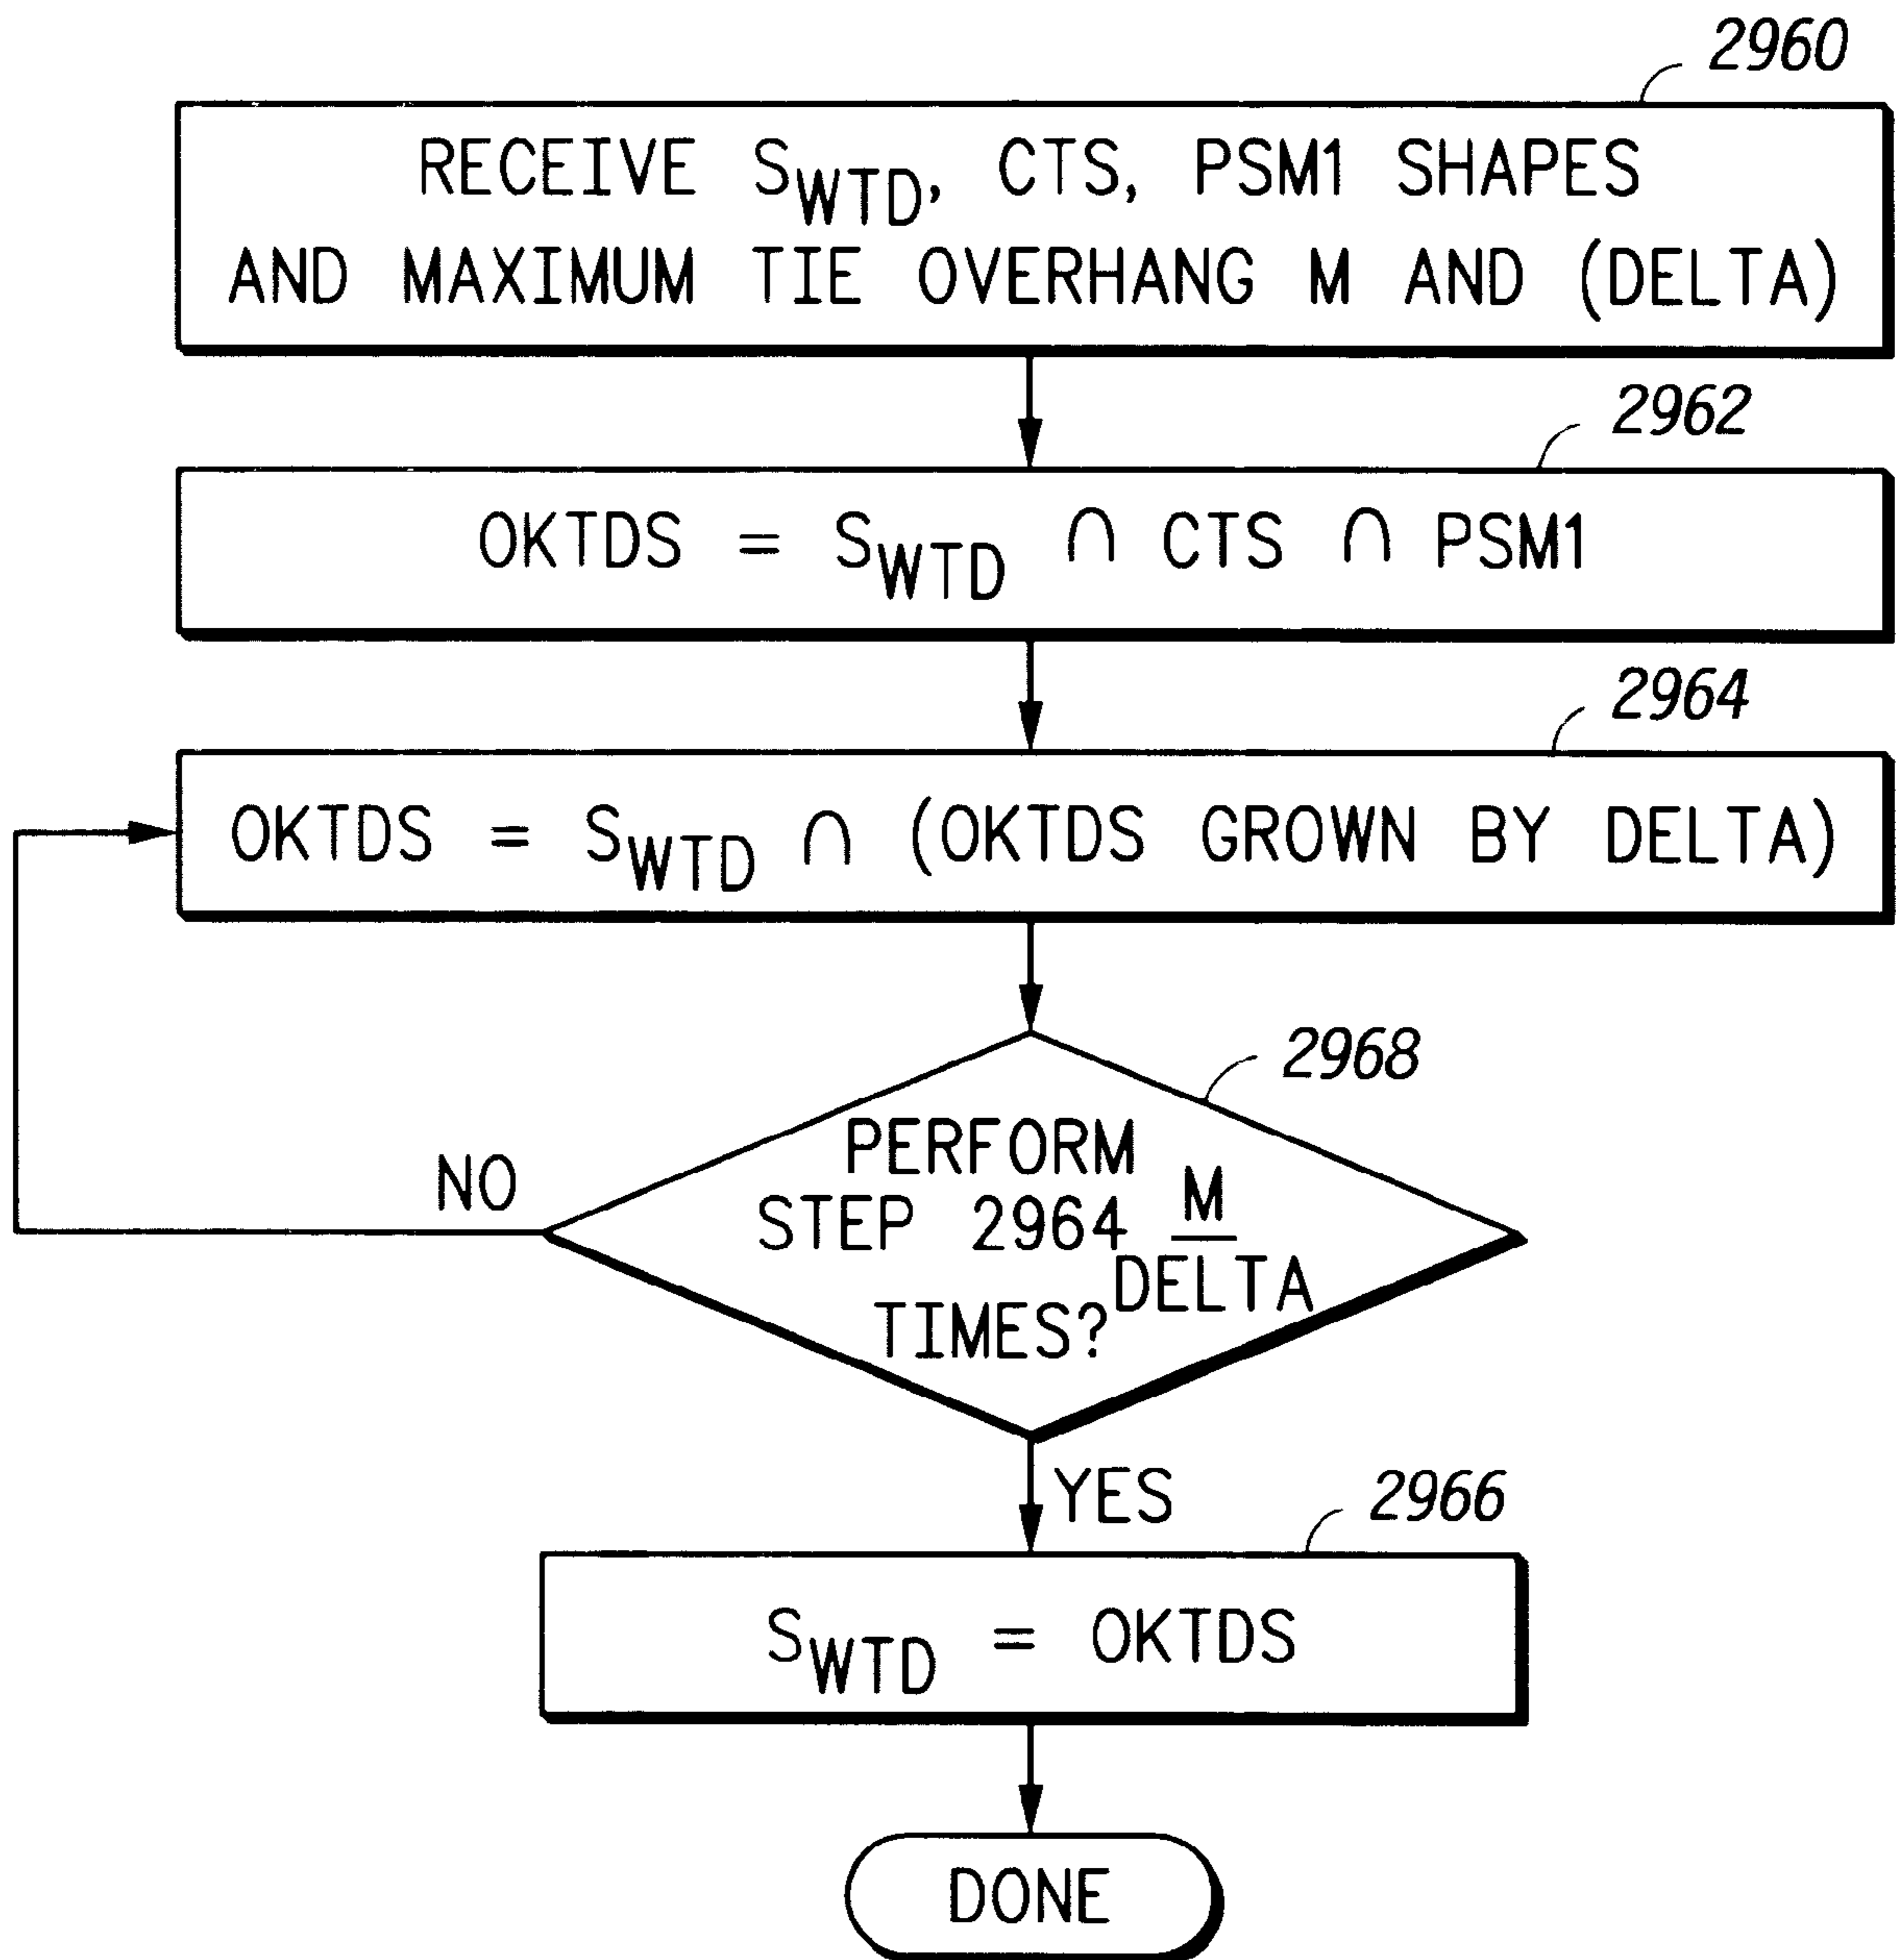 2960
RECEIVE SWTD, CTS, PSM1 SHAPES
AND MAXIMUM TIE OVERHANG M AND (DELTA)
2962
OKTDS = SWTD ∩ CTS ∩ PSM1
2964
OKTDS = SWTD ∩ (OKTDS GROWN BY DELTA)
2968
PERFORM
STEP 2964 M
DELTA
TIMES?
NO
YES
2966
SWTD = OKTDS
DONE